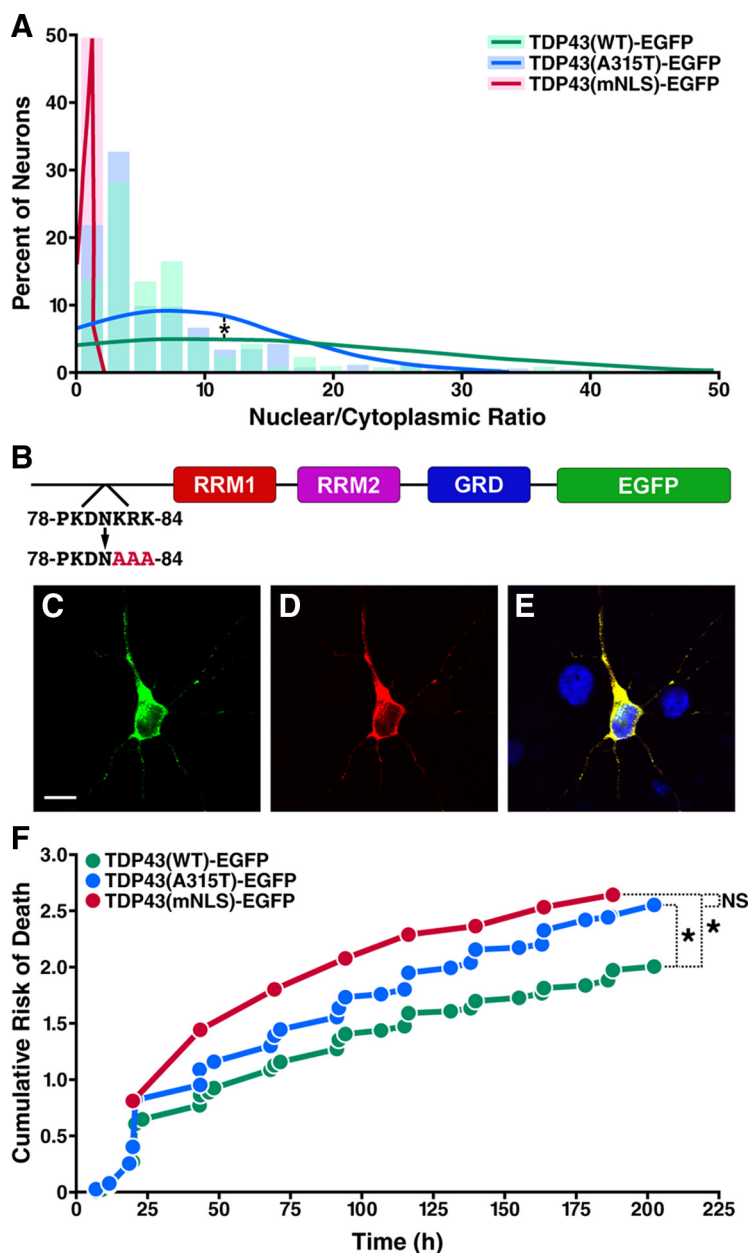 A
50
40
30
20
10
0
Percent of Neurons
TDP43(WT)-EGFP
TDP43(A315T)-EGFP
TDP43(mNLS)-EGFP
*
0 10 20 30 40 50
Nuclear/Cytoplasmic Ratio
B
RRM1 RRM2 GRD EGFP
78-PKDNKRK-84
78-PKDNAAA-84
C D E
F
3.0
2.5
2.0
1.5
1.0
0.5
0
Cumulative Risk of Death
TDP43(WT)-EGFP
TDP43(A315T)-EGFP
TDP43(mNLS)-EGFP
NS
*
*
0 25 50 75 100 125 150 175 200 225
Time (h)